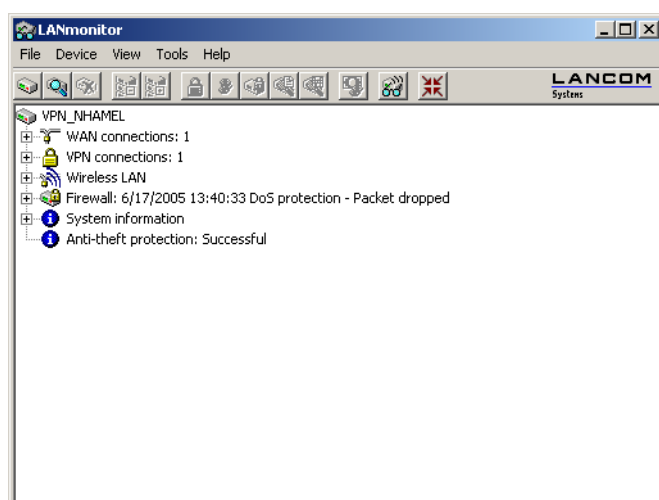 LANmonitor
File Device View Tools Help
LANCOM
Systems
VPN_NHAMEL
WAN connections: 1
VPN connections: 1
Wireless LAN
Firewall: 6/17/2005 13:40:33 DoS protection - Packet dropped
System information
Anti-theft protection: Successful